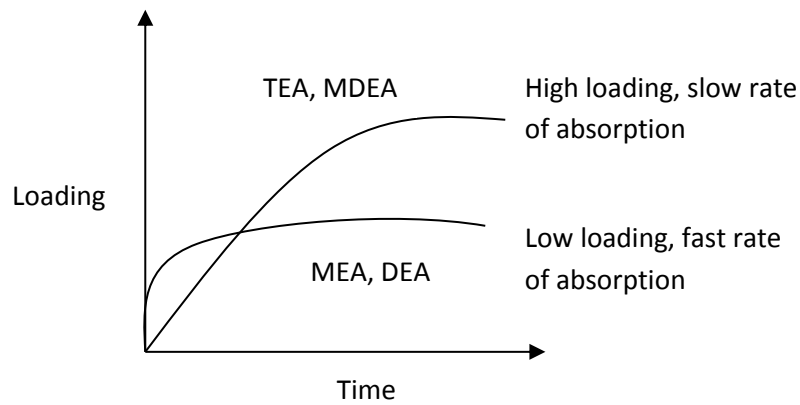 TEA, MDEA
High loading, slow rate
of absorption
Loading
Low loading, fast rate
of absorption
MEA, DEA
Time